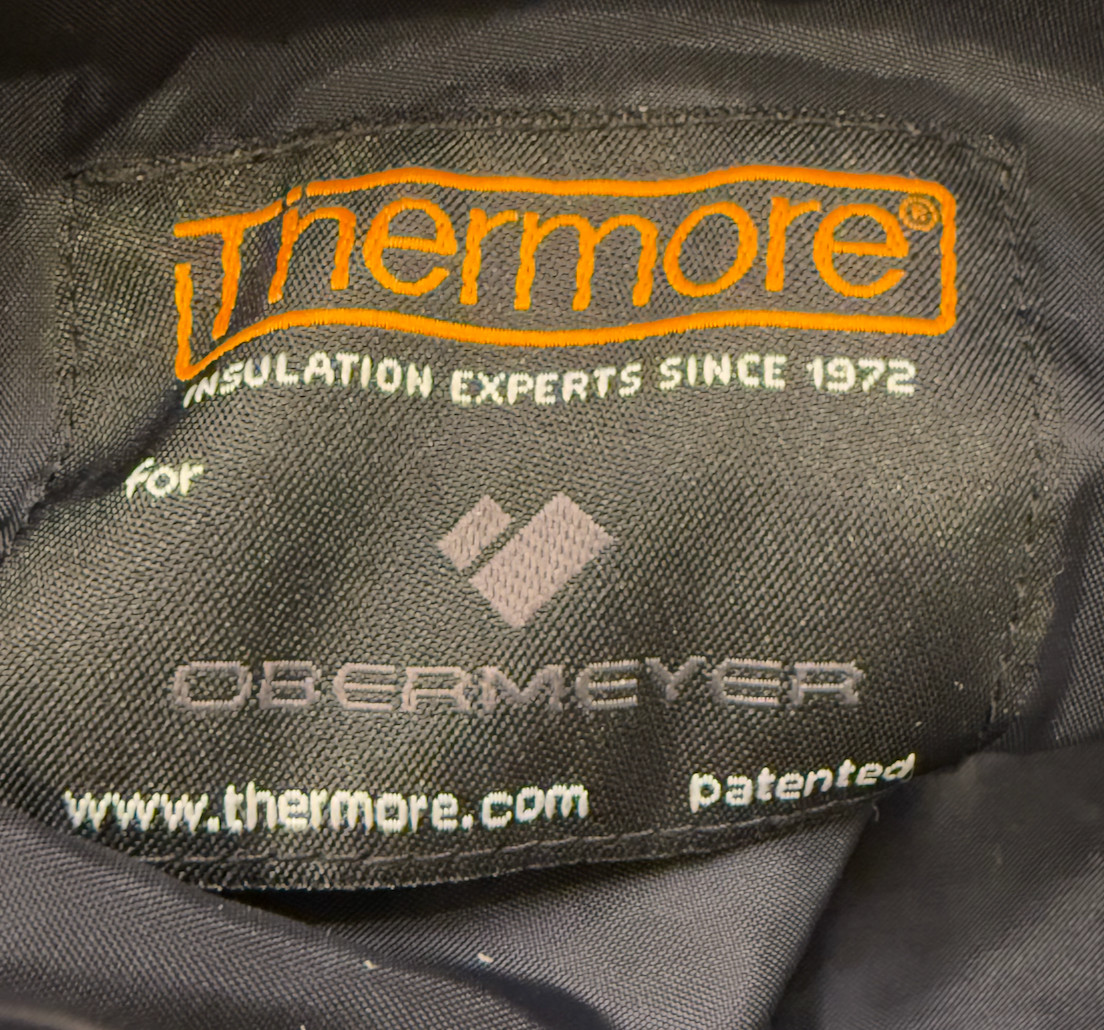 Thermore®
INSULATION EXPERTS SINCE 1972
for
OBERMEYER
www.thermore.com patented